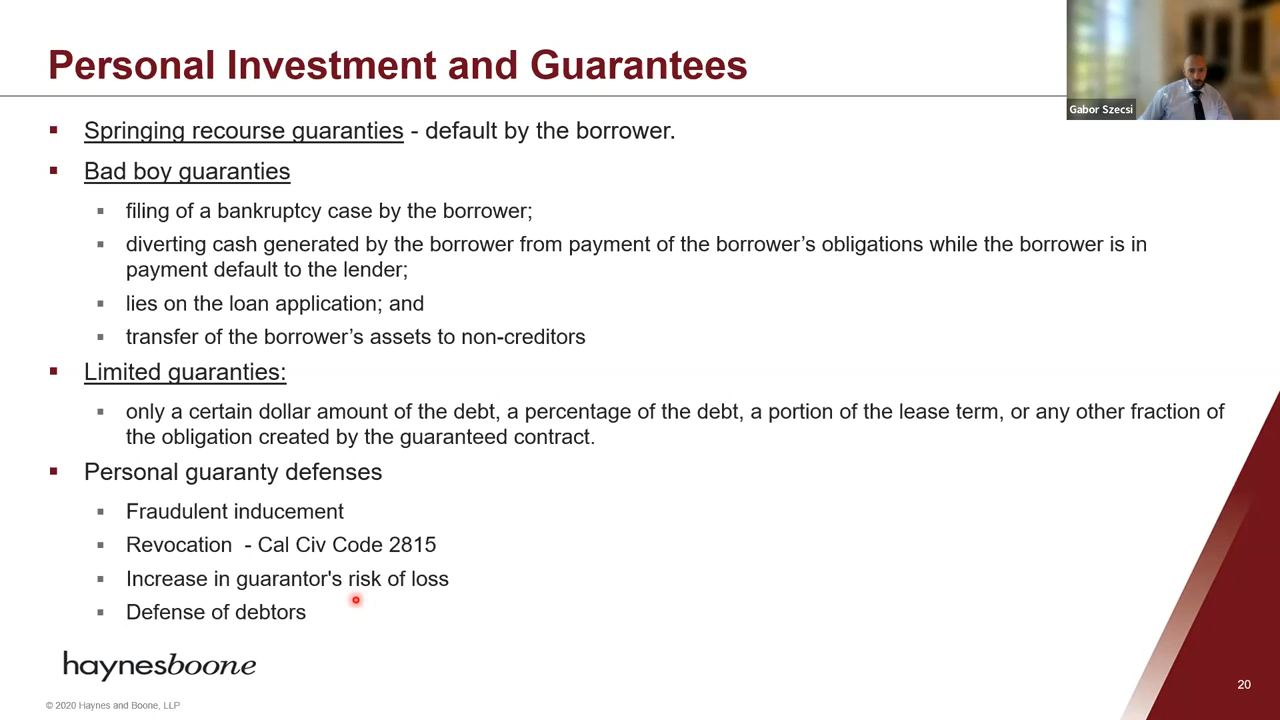 Personal Investment and Guarantees
Gabor Szecsi
Springing recourse guaranties - default by the borrower.
Bad boy guaranties
filing of a bankruptcy case by the borrower;
diverting cash generated by the borrower from payment of the borrower’s obligations while the borrower is in
payment default to the lender;
lies on the loan application; and
transfer of the borrower’s assets to non-creditors
Limited guaranties:
only a certain dollar amount of the debt, a percentage of the debt, a portion of the lease term, or any other fraction of
the obligation created by the guaranteed contract.
Personal guaranty defenses
Fraudulent inducement
Revocation - Cal Civ Code 2815
Increase in guarantor's risk of loss
Defense of debtors
haynesboone
20
© 2020 Haynes and Boone, LLP